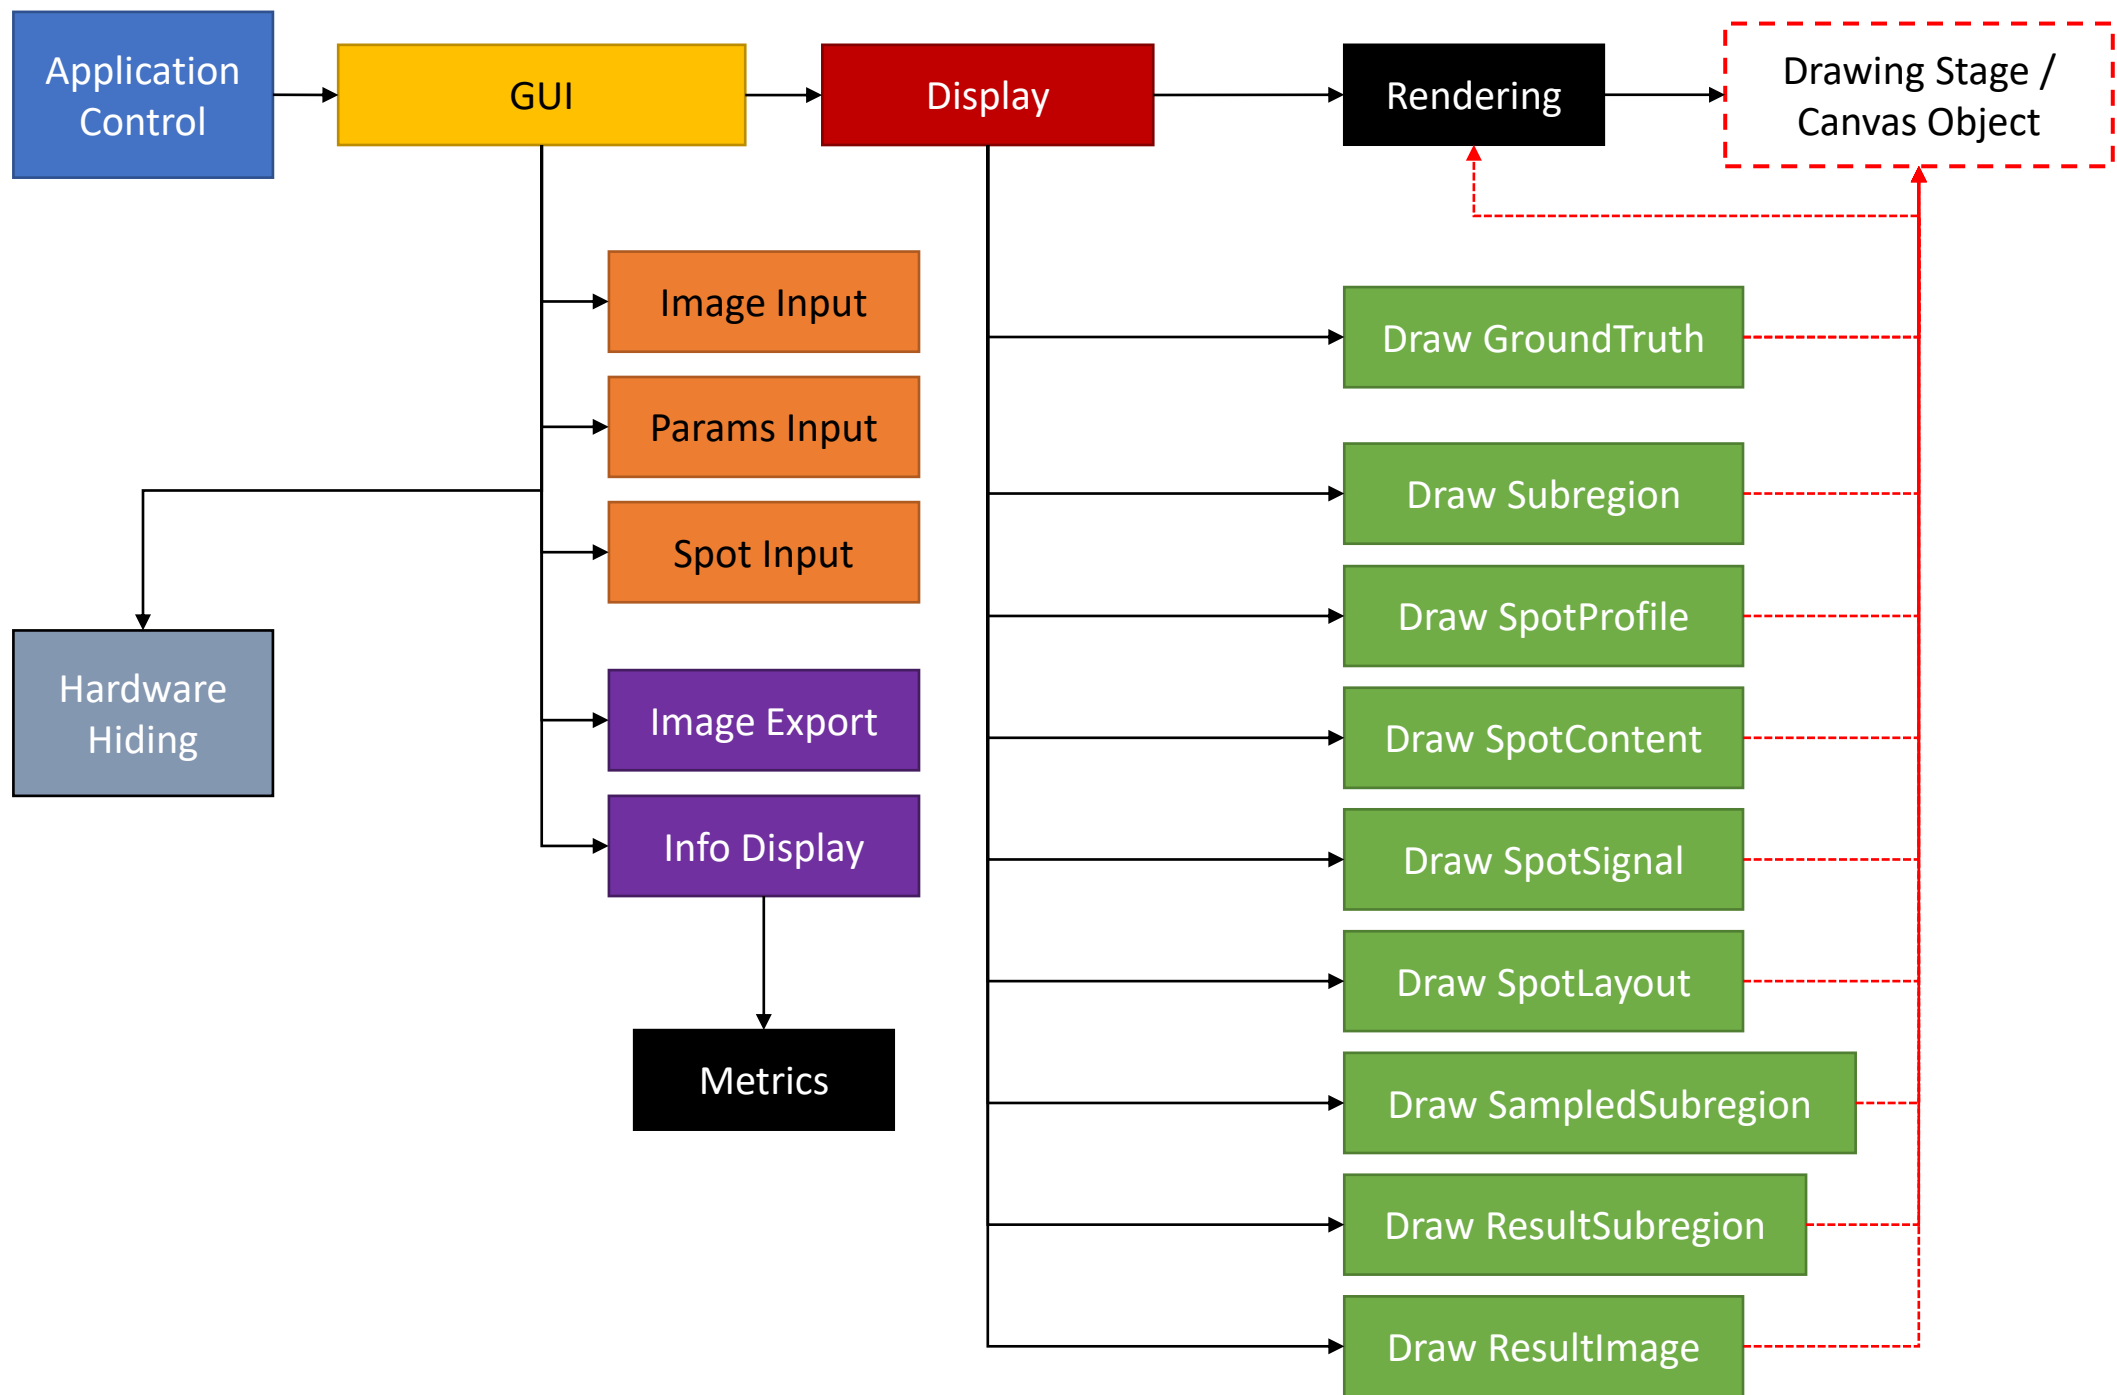 Application
Control
GUI
Display
Rendering
Drawing Stage /
Canvas Object
Image Input
Params Input
Spot Input
Hardware
Hiding
Image Export
Info Display
Metrics
Draw GroundTruth
Draw Subregion
Draw SpotProfile
Draw SpotContent
Draw SpotSignal
Draw SpotLayout
Draw SampledSubregion
Draw ResultSubregion
Draw ResultImage